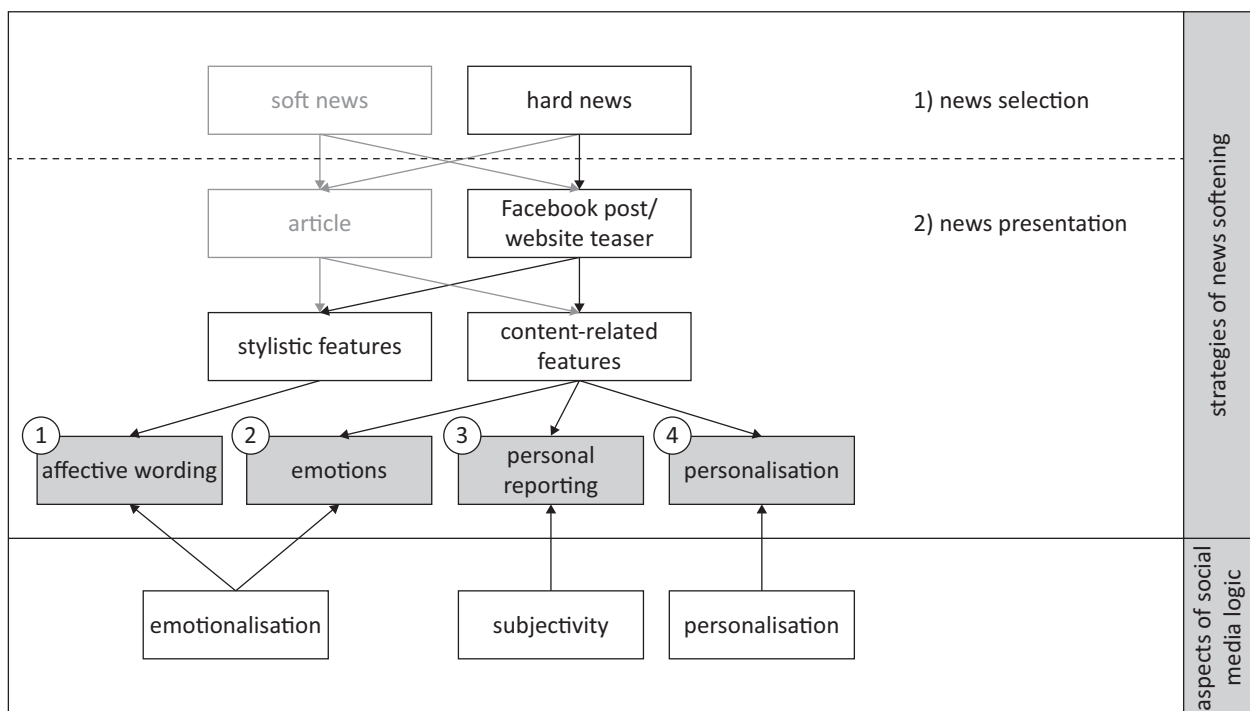 soft news
hard news
1) news selection
article
Facebook post/
website teaser
2) news presentation
stylistic features
content-related
features
1
affective wording
2
emotions
3
personal
reporting
4
personalisation
strategies of news softening
emotionalisation
subjectivity
personalisation
aspects of social
media logic